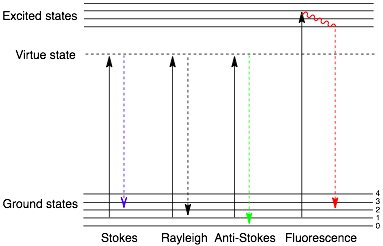 Excited states
Virtue state
Ground states
4
3
2
1
0
Stokes Rayleigh Anti-Stokes Fluorescence